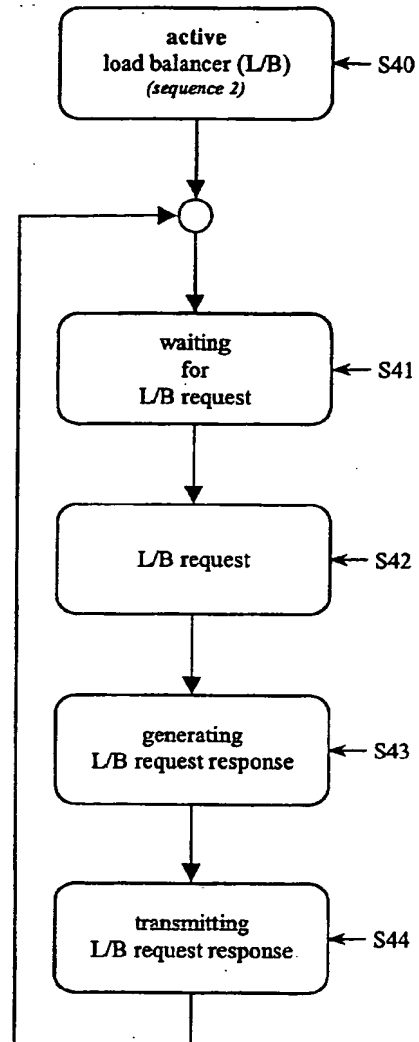 active
load balancer (L/B)
(sequence 2)
S40
waiting
for
L/B request
S41
L/B request
S42
generating
L/B request response
S43
transmitting
L/B request response
S44